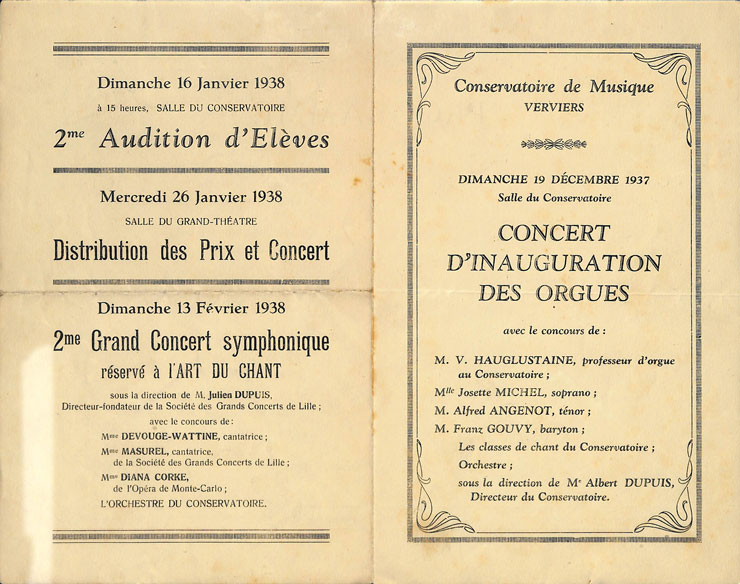 Dimanche 16 Janvier 1938
à 15 heures, SALLE DU CONSERVATOIRE
2me Audition d'Elèves
Mercredi 26 Janvier 1938
SALLE DU GRAND-THÉATRE
Distribution des Prix et Concert
Dimanche 13 Février 1938
2me Grand Concert symphonique
réservé à l'ART DU CHANT
sous la direction de M. Julien DUPUIS,
Directeur-fondateur de la Société des Grands Concerts de Lille ;
avec le concours de :
Mme DEVOUGE-WATTINE, cantatrice ;
Mme MASUREL, cantatrice,
de la Société des Grands Concerts de Lille ;
Mme DIANA CORKE,
de l'Opéra de Monte-Carlo ;
L'ORCHESTRE DU CONSERVATOIRE.
Conservatoire de Musique
VERVIERS
DIMANCHE 19 DÉCEMBRE 1937
Salle du Conservatoire
CONCERT
D'INAUGURATION
DES ORGUES
avec le concours de :
M. V. HAUGLUSTAINE, professeur d'orgue
au Conservatoire ;
Mlle Josette MICHEL, soprano ;
M. Alfred ANGENOT, ténor ;
M. Franz GOUVY, baryton ;
Les classes de chant du Conservatoire ;
Orchestre ;
sous la direction de Me Albert DUPUIS,
Directeur du Conservatoire.